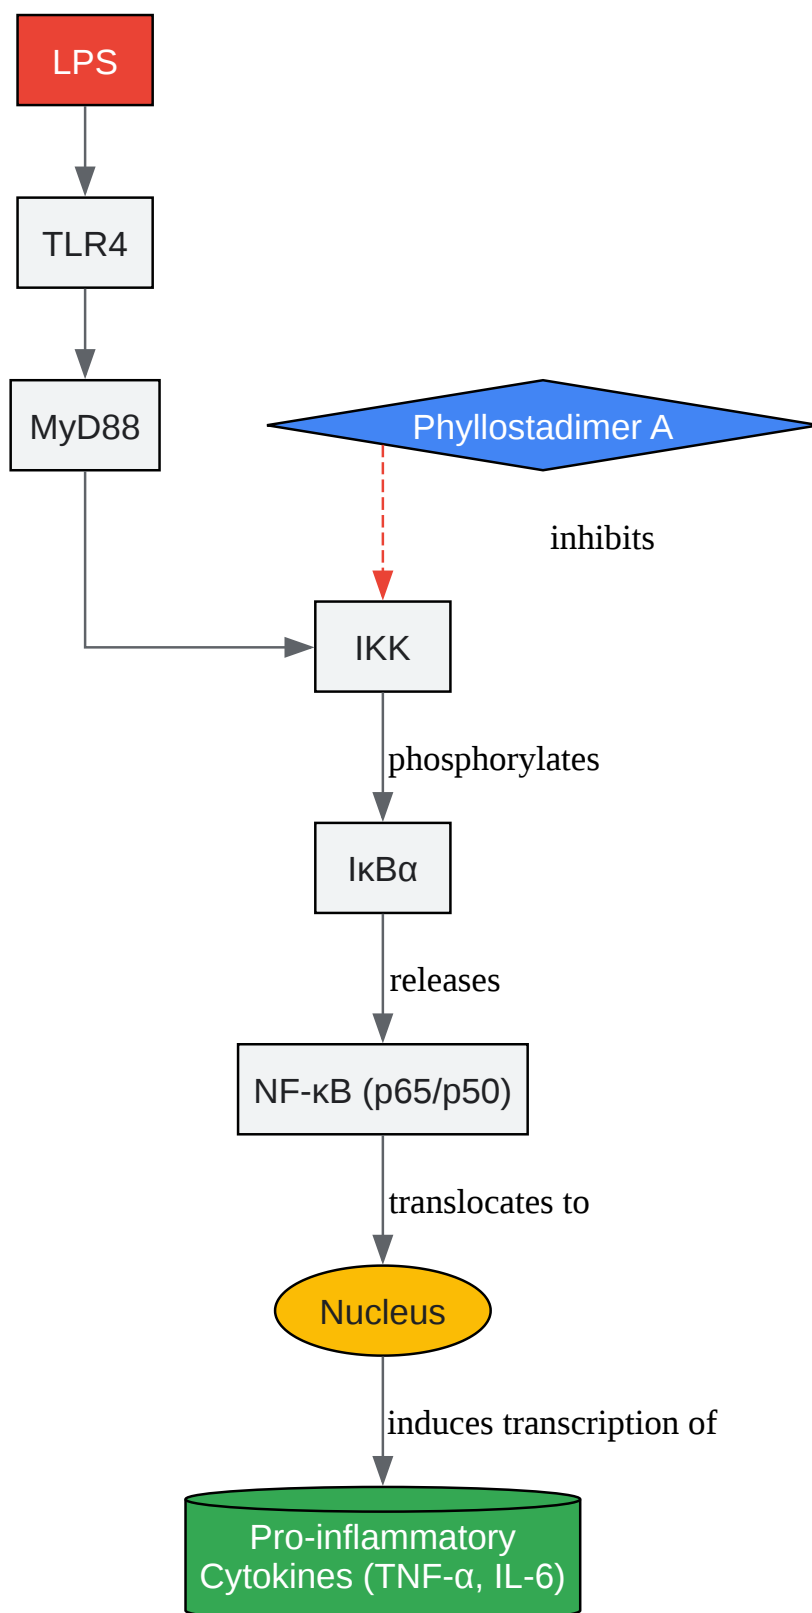 LPS
TLR4
MyD88
Phyllostadimer A
inhibits
IKK
phosphorylates
IκBα
releases
NF-κB (p65/p50)
translocates to
Nucleus
induces transcription of
Pro-inflammatory
Cytokines (TNF-α, IL-6)